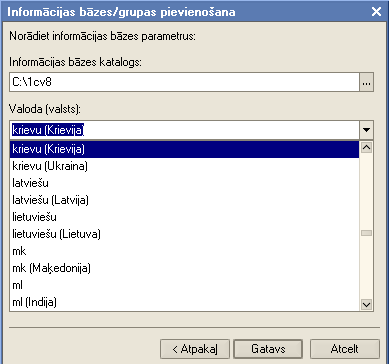 Informācijas bāzes/grupas pievienošana
Norādiet informācijas bāzes parametrus:
Informācijas bāzes katalogs:
C:\1cv8
...
Valoda (valsts):
krievu (Krievija)
krievu (Krievija)
krievu (Ukraina)
latviešu
latviešu (Latvija)
lietuviešu
lietuviešu (Lietuva)
mk
mk (Maķedonija)
ml
ml (Indija)
< Atpakaļ Gatavs Atcelt